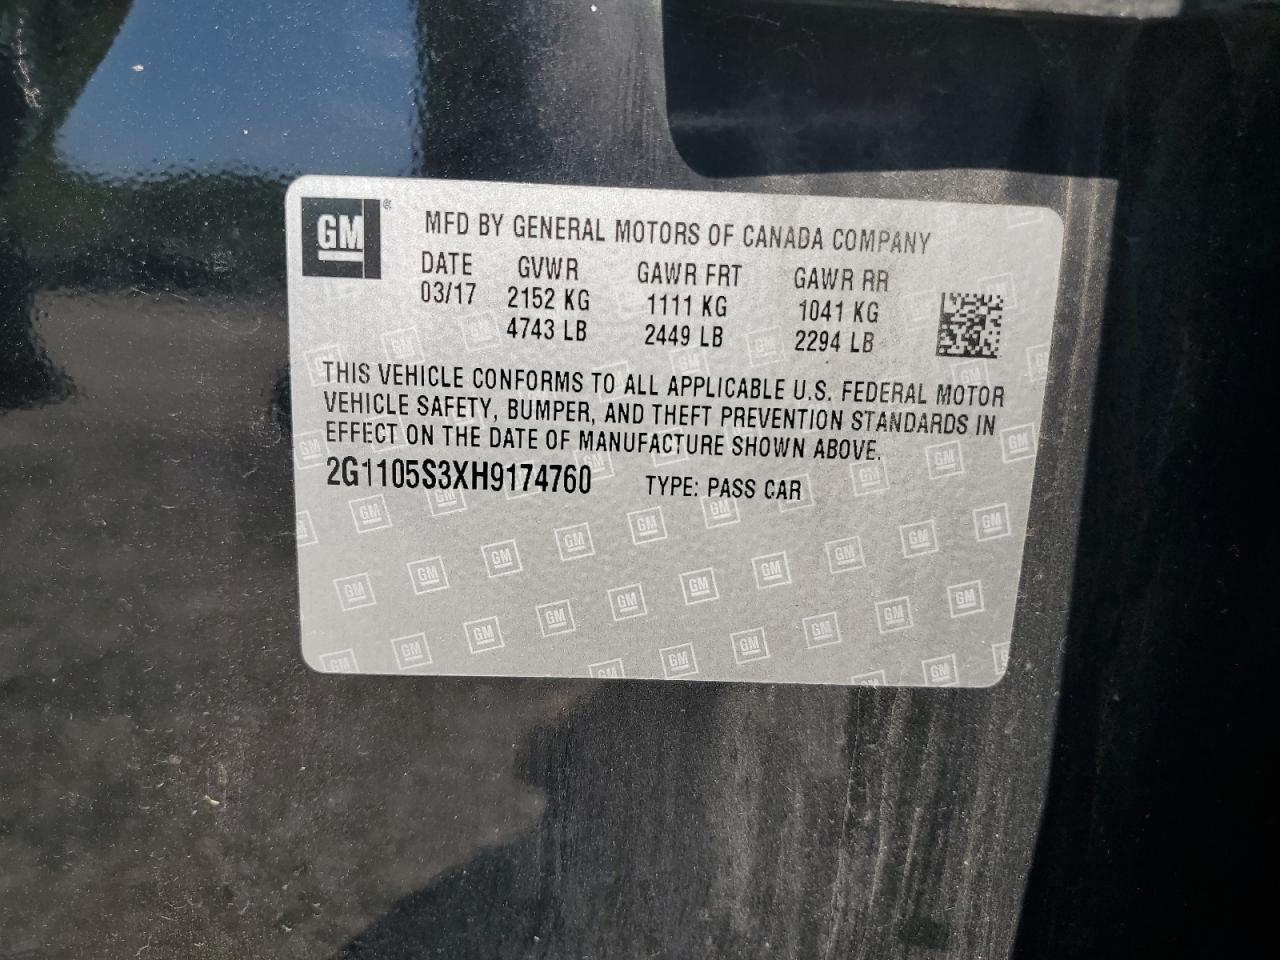 GM ®
MFD BY GENERAL MOTORS OF CANADA COMPANY
DATE GVWR GAWR FRT GAWR RR
03/17 2152 KG 1111 KG 1041 KG
4743 LB 2449 LB 2294 LB
THIS VEHICLE CONFORMS TO ALL APPLICABLE U.S. FEDERAL MOTOR
VEHICLE SAFETY, BUMPER, AND THEFT PREVENTION STANDARDS IN
EFFECT ON THE DATE OF MANUFACTURE SHOWN ABOVE.
2G1105S3XH9174760 TYPE: PASS CAR